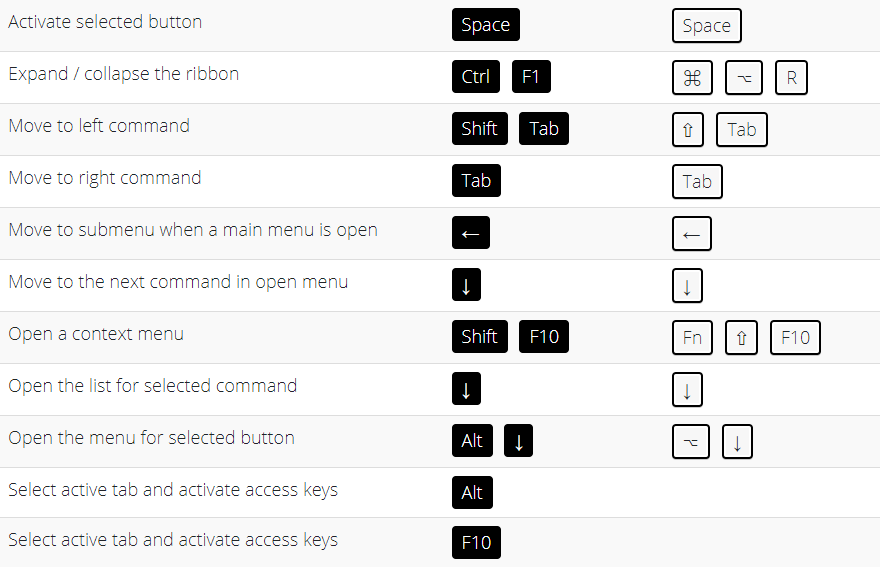 Activate selected button Space Space
Expand / collapse the ribbon Ctrl F1 ⌘ ⌥ R
Move to left command Shift Tab ⇧ Tab
Move to right command Tab Tab
Move to submenu when a main menu is open ← ←
Move to the next command in open menu ↓ ↓
Open a context menu Shift F10 Fn ⇧ F10
Open the list for selected command ↓ ↓
Open the menu for selected button Alt ↓ ⌥ ↓
Select active tab and activate access keys Alt
Select active tab and activate access keys F10